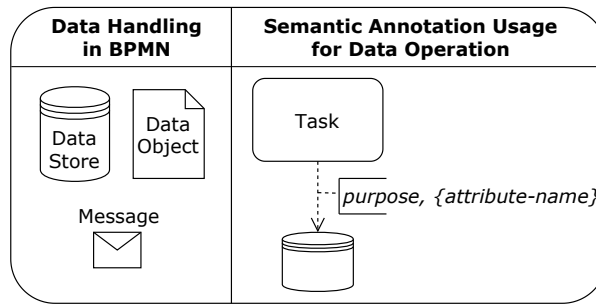 Data Handling
in BPMN
Semantic Annotation Usage
for Data Operation
Data
Store
Data
Object
Message
Task
purpose, {attribute-name}